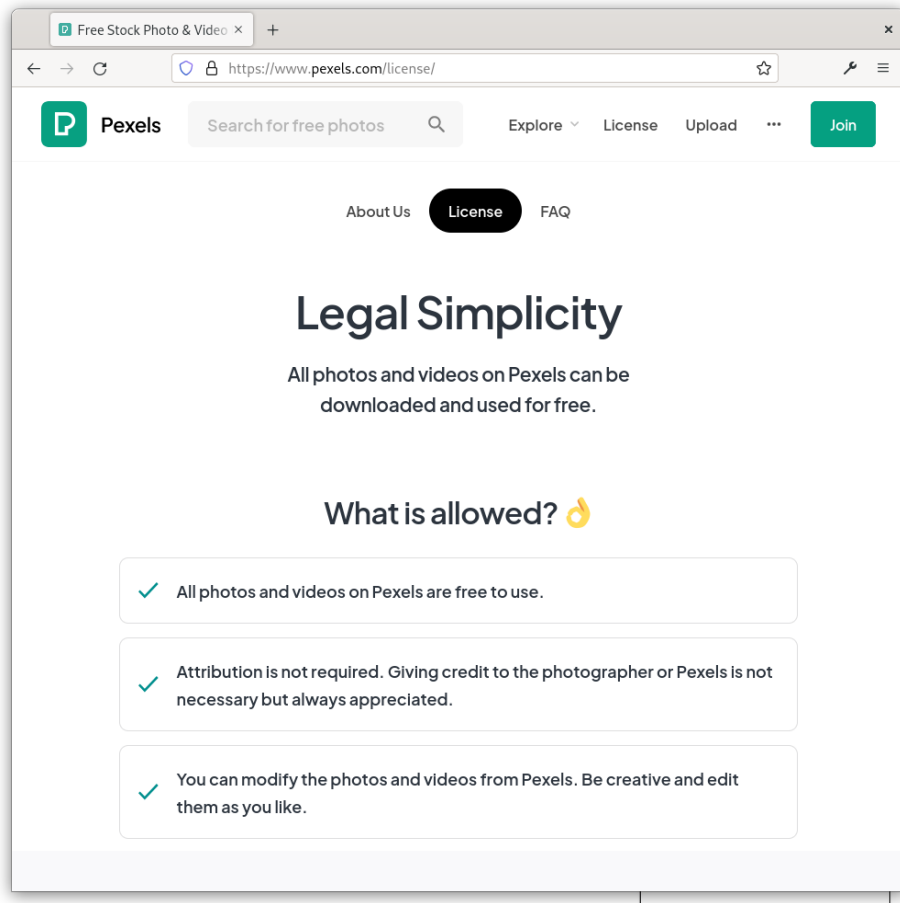 Free Stock Photo & Video
https://www.pexels.com/license/
Pexels
Search for free photos
Explore
License
Upload
Join
About Us
License
FAQ
Legal Simplicity
All photos and videos on Pexels can be
downloaded and used for free.
What is allowed? 👌
All photos and videos on Pexels are free to use.
Attribution is not required. Giving credit to the photographer or Pexels is not
necessary but always appreciated.
You can modify the photos and videos from Pexels. Be creative and edit
them as you like.